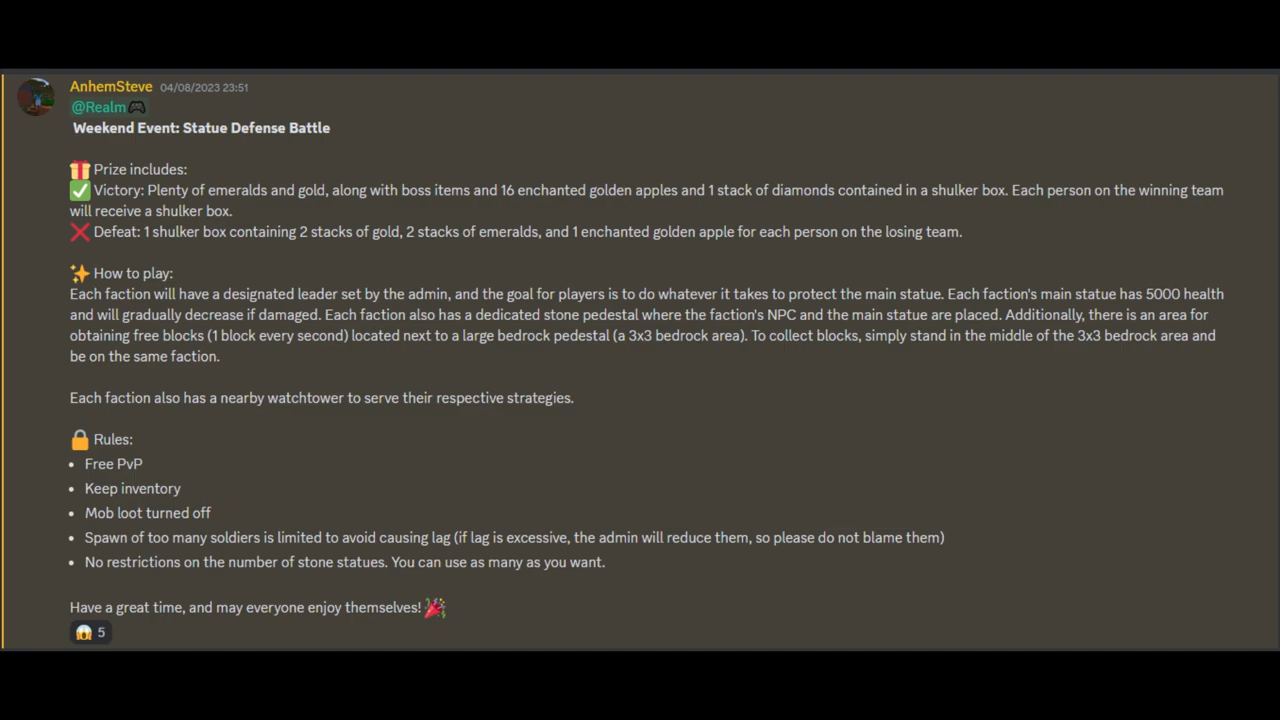 AnhemSteve 04/08/2023 23:51
@Realm🎮
Weekend Event: Statue Defense Battle
🎁 Prize includes:
✅ Victory: Plenty of emeralds and gold, along with boss items and 16 enchanted golden apples and 1 stack of diamonds contained in a shulker box. Each person on the winning team
will receive a shulker box.
❌ Defeat: 1 shulker box containing 2 stacks of gold, 2 stacks of emeralds, and 1 enchanted golden apple for each person on the losing team.
✨ How to play:
Each faction will have a designated leader set by the admin, and the goal for players is to do whatever it takes to protect the main statue. Each faction's main statue has 5000 health
and will gradually decrease if damaged. Each faction also has a dedicated stone pedestal where the faction's NPC and the main statue are placed. Additionally, there is an area for
obtaining free blocks (1 block every second) located next to a large bedrock pedestal (a 3x3 bedrock area). To collect blocks, simply stand in the middle of the 3x3 bedrock area and
be on the same faction.
Each faction also has a nearby watchtower to serve their respective strategies.
🔒 Rules:
• Free PvP
• Keep inventory
• Mob loot turned off
• Spawn of too many soldiers is limited to avoid causing lag (if lag is excessive, the admin will reduce them, so please do not blame them)
• No restrictions on the number of stone statues. You can use as many as you want.
Have a great time, and may everyone enjoy themselves! 🎉
😱 5